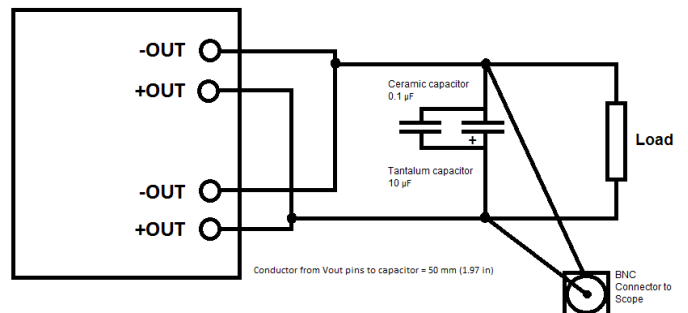 -OUT
+OUT
-OUT
+OUT
Ceramic capacitor
0.1 µF
+
Tantalum capacitor
10 µF
Load
Conductor from Vout pins to capacitor = 50 mm (1.97 in)
BNC
Connector to
Scope